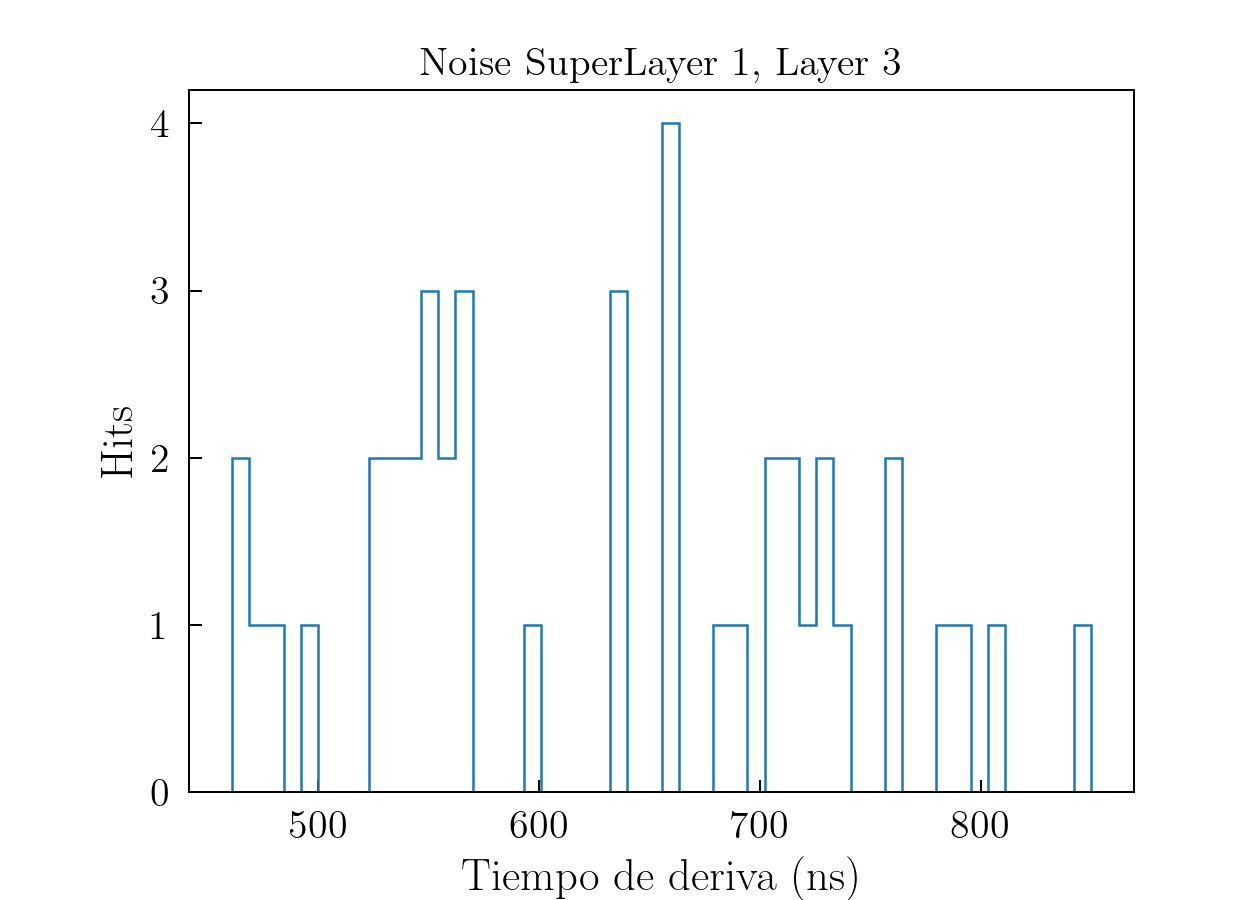 Noise SuperLayer 1, Layer 3
4
3
2
1
0
Hits
500 600 700 800
Tiempo de deriva (ns)